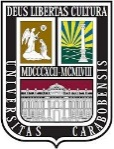 DEUS LIBERTAS CULTURA
MDCCCXCII-MCMLVIII
UNIVERSITAS
CARABOBENSIS